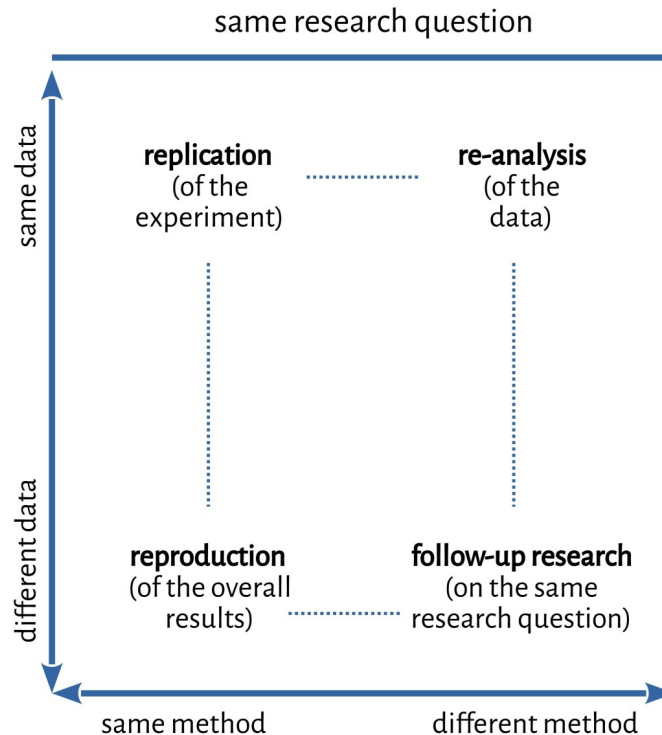 same research question
same data
replication
(of the
experiment)
re-analysis
(of the
data)
different data
reproduction
(of the overall
results)
follow-up research
(on the same
research question)
same method
different method